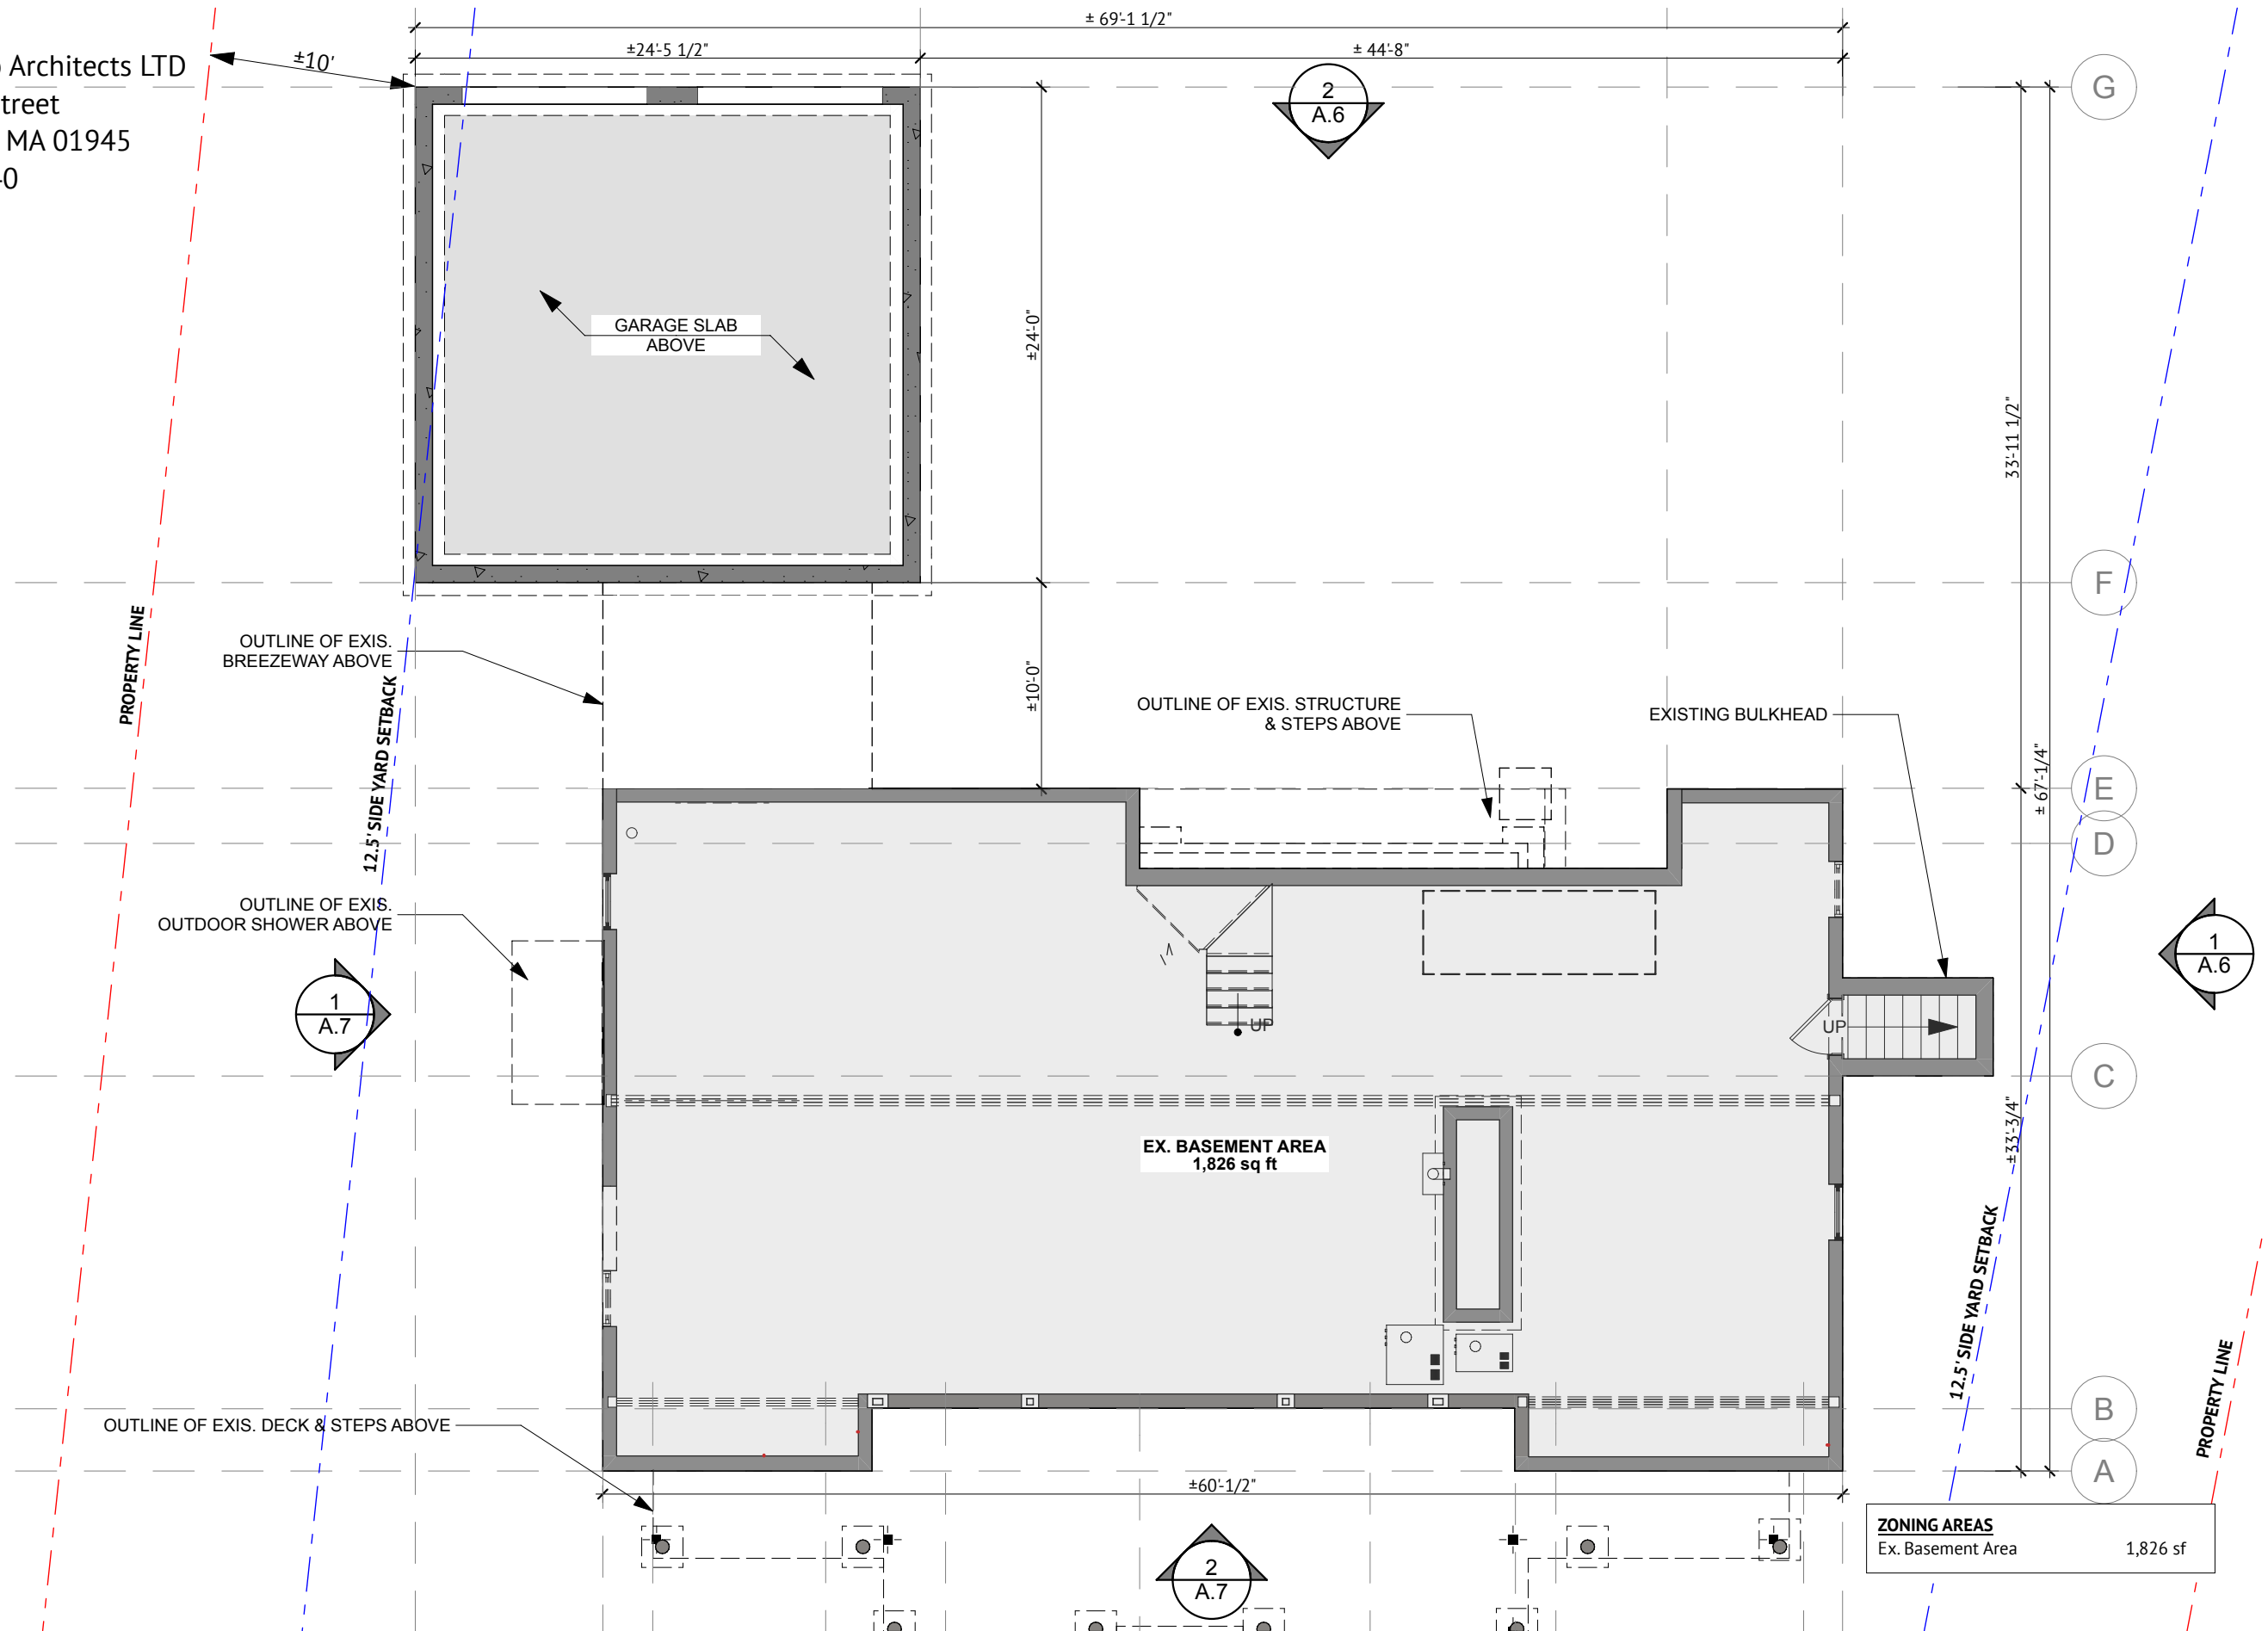 Architects LTD
treet
MA 01945
±10'
± 69'-1 1/2"
±24'-5 1/2"
± 44'-8"
2
A.6
G
GARAGE SLAB
ABOVE
±24'-0"
33'-11 1/2"
F
PROPERTY LINE
OUTLINE OF EXIS.
BREEZEWAY ABOVE
12.5' SIDE YARD SETBACK
±10'-0"
OUTLINE OF EXIS. STRUCTURE
& STEPS ABOVE
EXISTING BULKHEAD
± 67'-1/4"
E
D
OUTLINE OF EXIS.
OUTDOOR SHOWER ABOVE
1
A.7
1
A.6
UP
UP
C
EX. BASEMENT AREA
1,826 sq ft
±33'-3/4"
12.5' SIDE YARD SETBACK
PROPERTY LINE
B
OUTLINE OF EXIS. DECK & STEPS ABOVE
A
±60'-1/2"
2
A.7
ZONING AREAS
Ex. Basement Area 1,826 sf